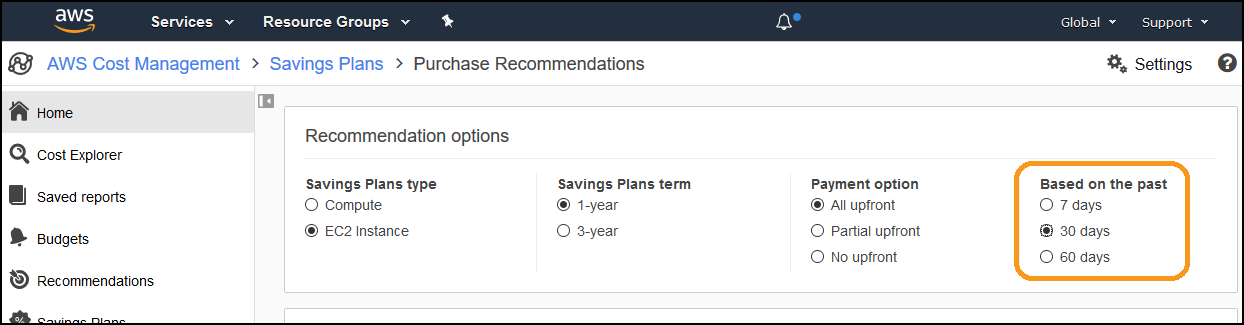 aws Services Resource Groups Global Support
AWS Cost Management > Savings Plans > Purchase Recommendations Settings ?
Home
Cost Explorer
Saved reports
Budgets
Recommendations
Savings Plans
Recommendation options
Savings Plans type
Compute
EC2 Instance
Savings Plans term
1-year
3-year
Payment option
All upfront
Partial upfront
No upfront
Based on the past
7 days
30 days
60 days